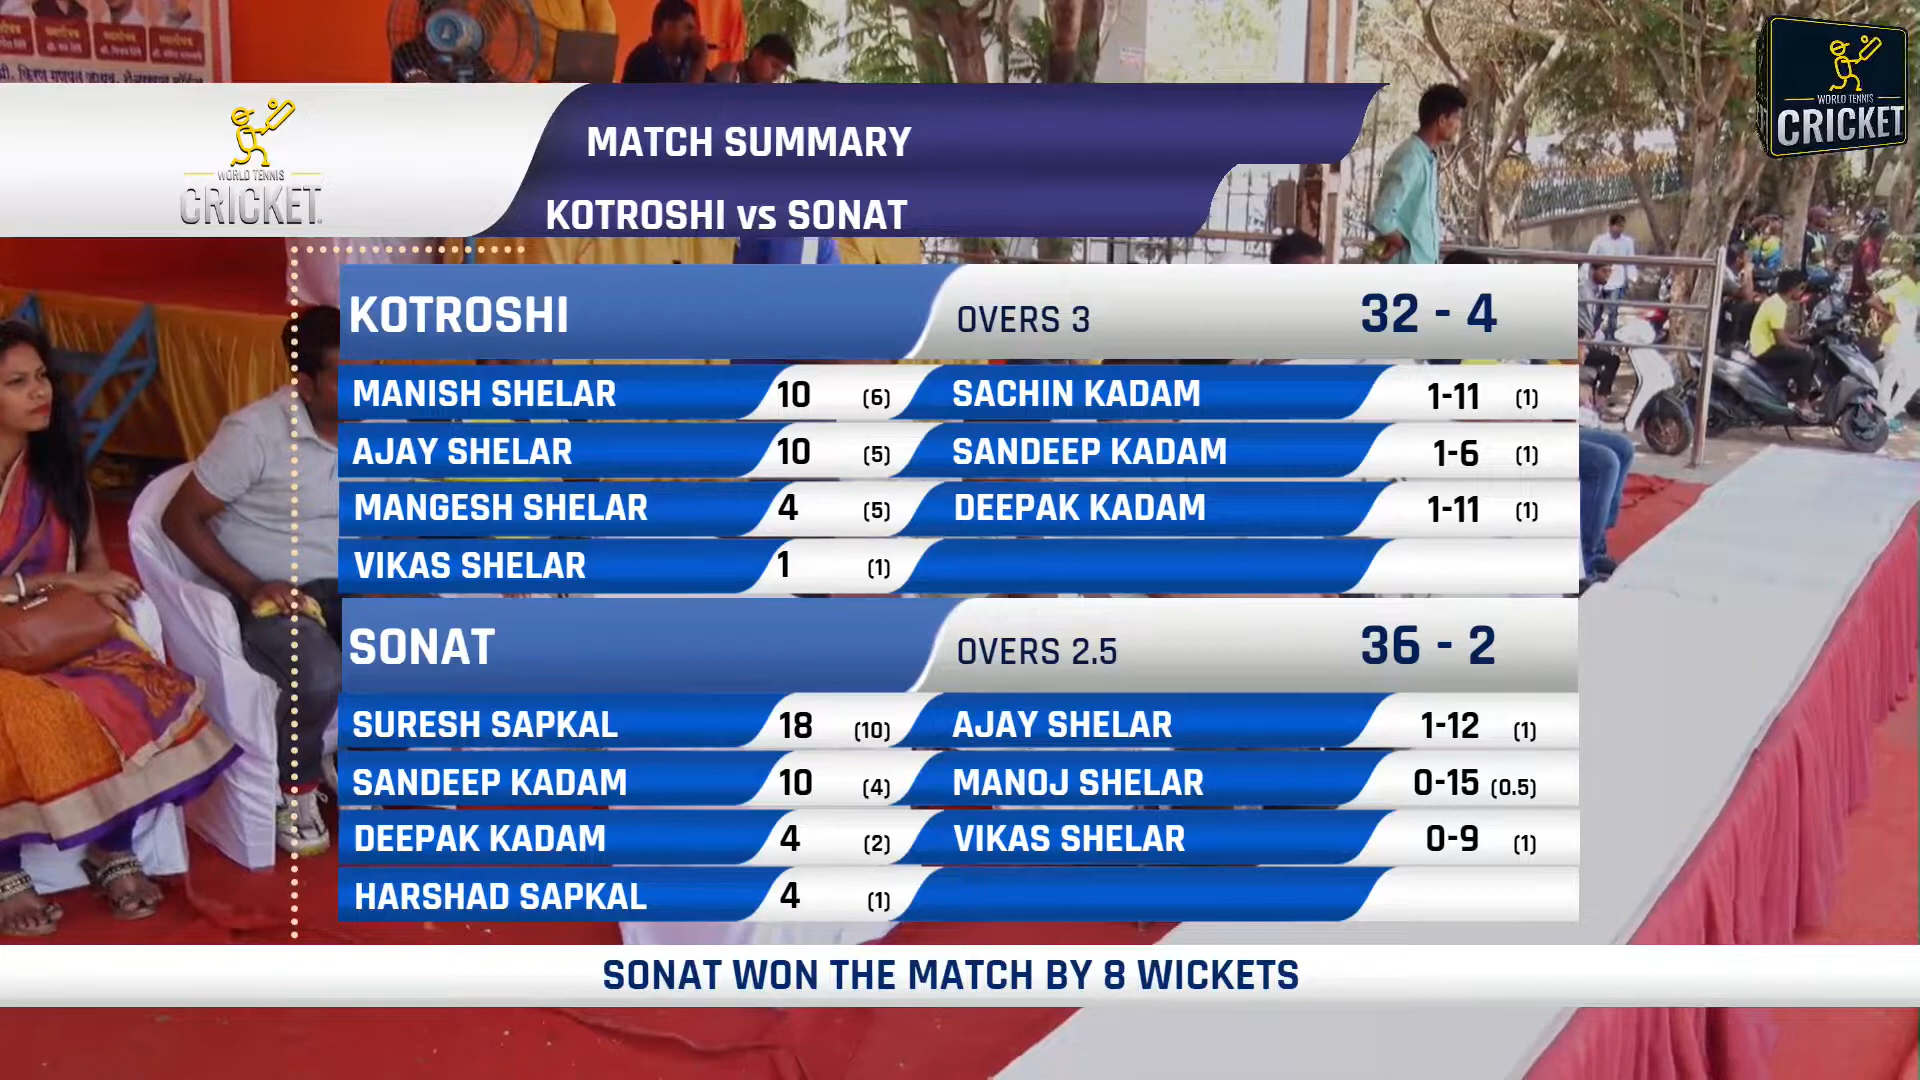 WORLD TENNIS
CRICKET
WORLD TENNIS
CRICKET
MATCH SUMMARY
KOTROSHI vs SONAT
KOTROSHI OVERS 3 32 - 4
MANISH SHELAR 10 (6) SACHIN KADAM 1-11 (1)
AJAY SHELAR 10 (5) SANDEEP KADAM 1-6 (1)
MANGESH SHELAR 4 (5) DEEPAK KADAM 1-11 (1)
VIKAS SHELAR 1 (1)
SONAT OVERS 2.5 36 - 2
SURESH SAPKAL 18 (10) AJAY SHELAR 1-12 (1)
SANDEEP KADAM 10 (4) MANOJ SHELAR 0-15 (0.5)
DEEPAK KADAM 4 (2) VIKAS SHELAR 0-9 (1)
HARSHAD SAPKAL 4 (1)
SONAT WON THE MATCH BY 8 WICKETS